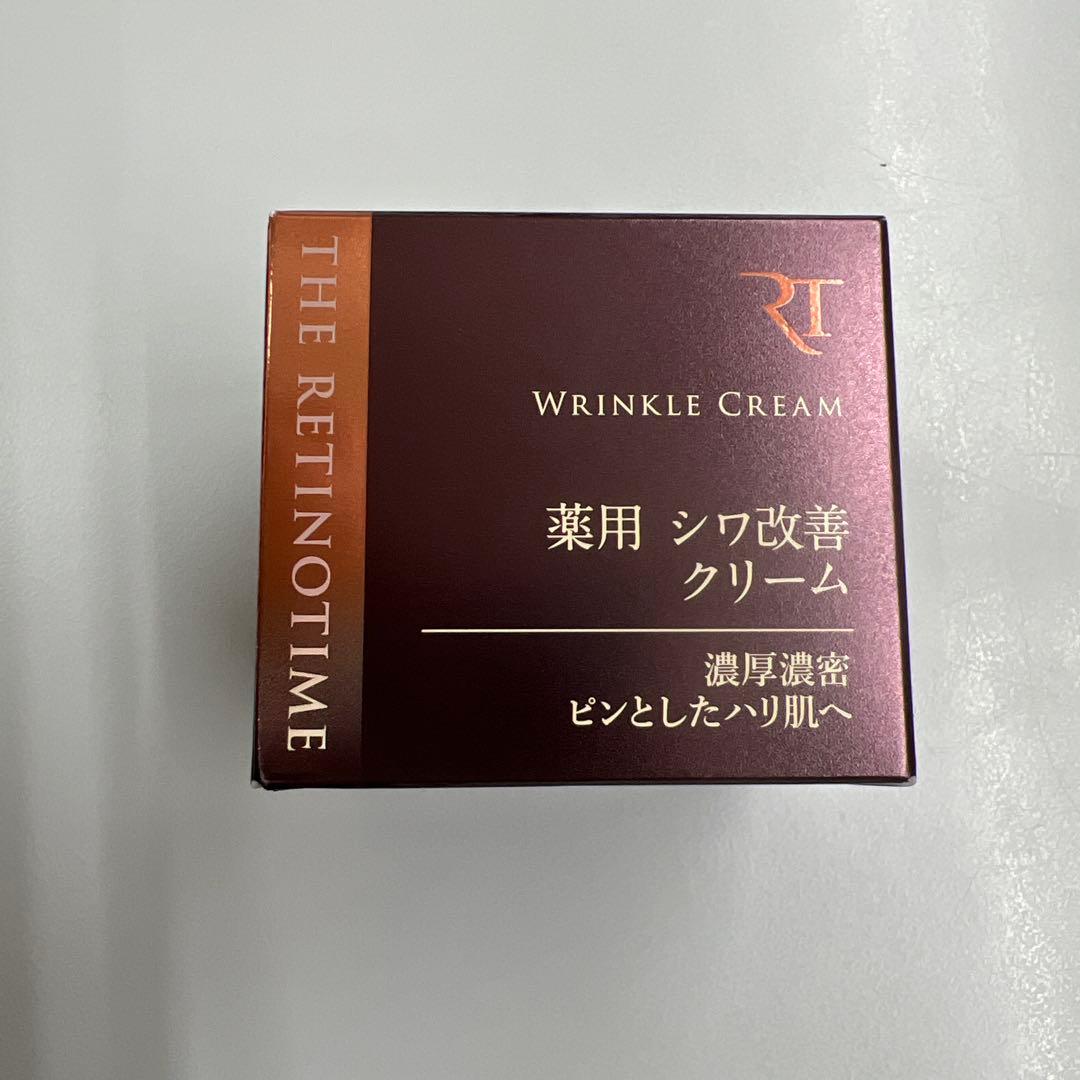 THE RETINOTIME
RT
WRINKLE CREAM
薬用 シワ改善
クリーム
濃厚濃密
ピンとしたハリ肌へ